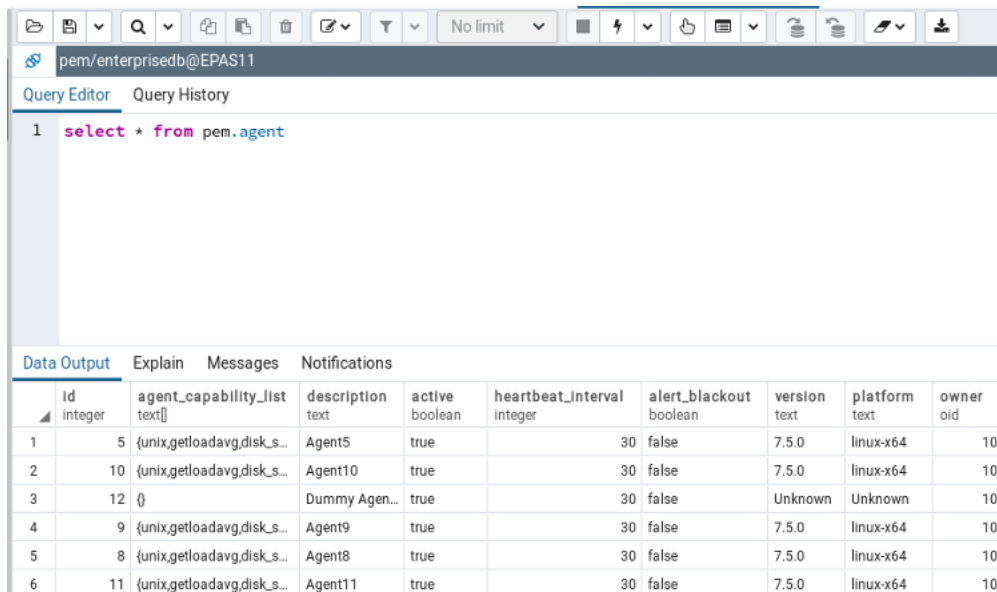 No limit
pem/enterprisedb@EPAS11
Query Editor Query History
1 select * from pem.agent
Data Output Explain Messages Notifications
id agent_capability_list description active heartbeat_interval alert_blackout version platform owner
integer text[] text boolean integer boolean text text oid
1 5 {unix,getloadavg,disk_s... Agent5 true 30 false 7.5.0 linux-x64 10
2 10 {unix,getloadavg,disk_s... Agent10 true 30 false 7.5.0 linux-x64 10
3 12 {} Dummy Agen... true 30 false Unknown Unknown 10
4 9 {unix,getloadavg,disk_s... Agent9 true 30 false 7.5.0 linux-x64 10
5 8 {unix,getloadavg,disk_s... Agent8 true 30 false 7.5.0 linux-x64 10
6 11 {unix,getloadavg,disk_s... Agent11 true 30 false 7.5.0 linux-x64 10